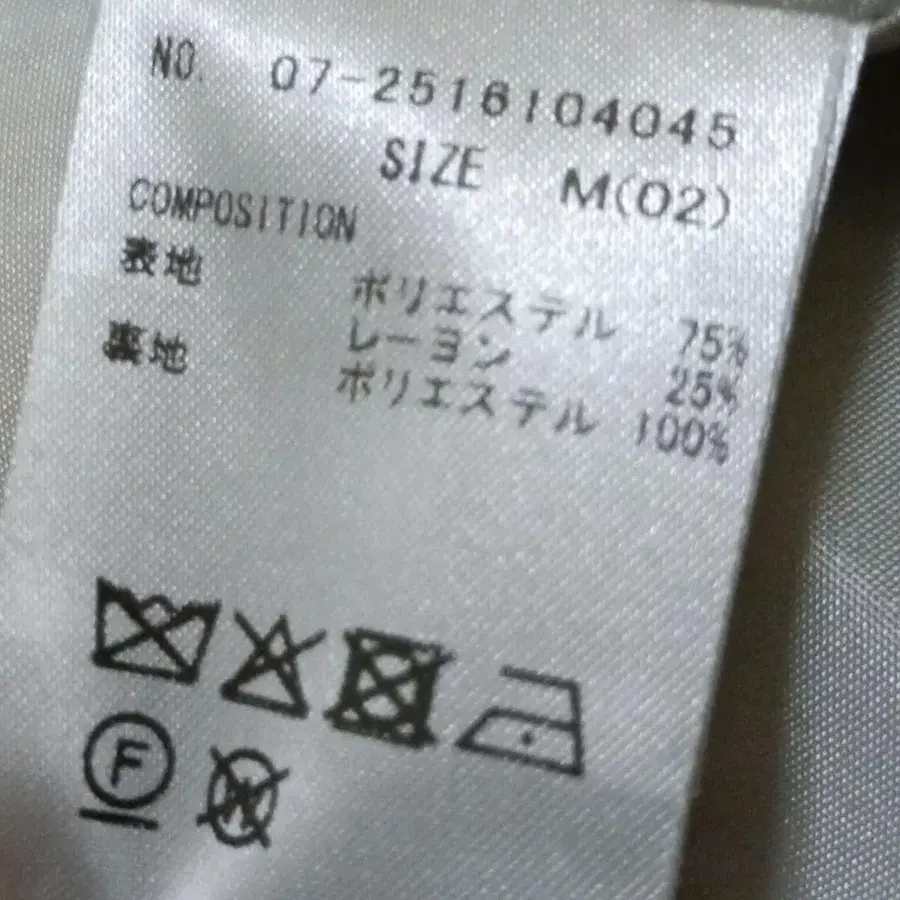 NO. 07-2516104045
SIZE M(02)
COMPOSITION
表地 ポリエステル 75%
レーヨン 25%
裏地 ポリエステル 100%
F
W